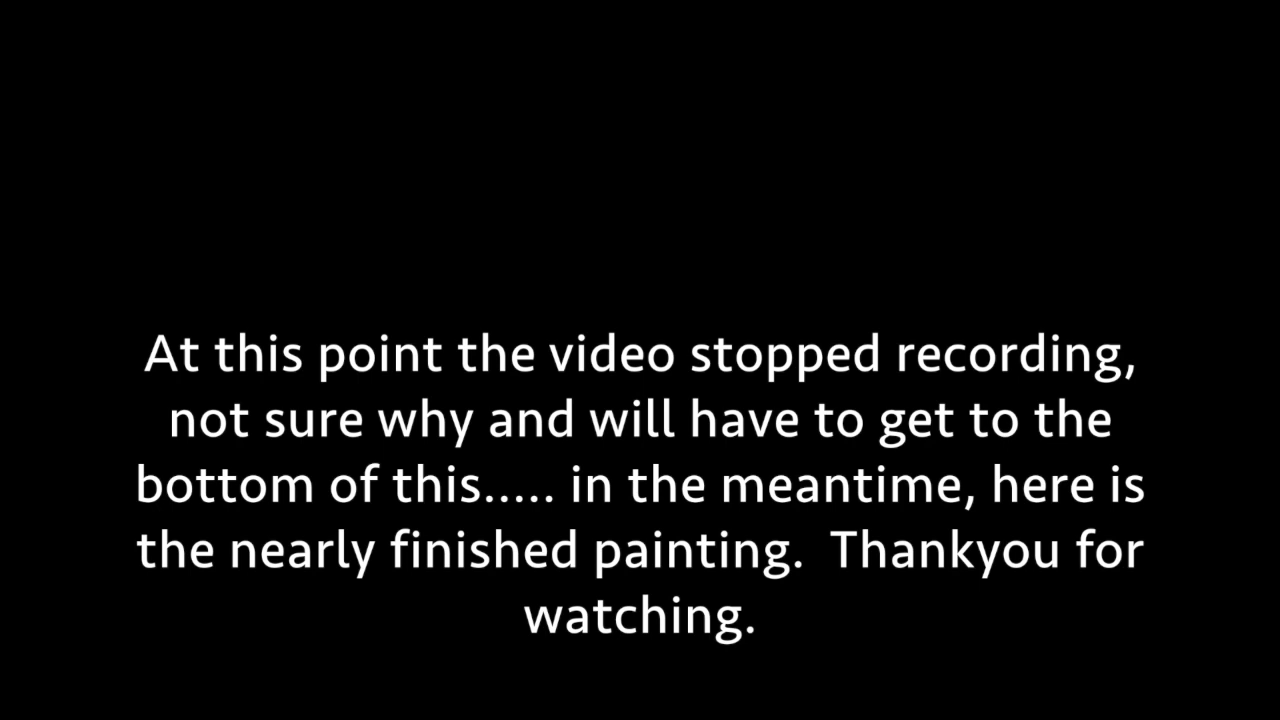 At this point the video stopped recording,
not sure why and will have to get to the
bottom of this..... in the meantime, here is
the nearly finished painting.  Thankyou for
watching.